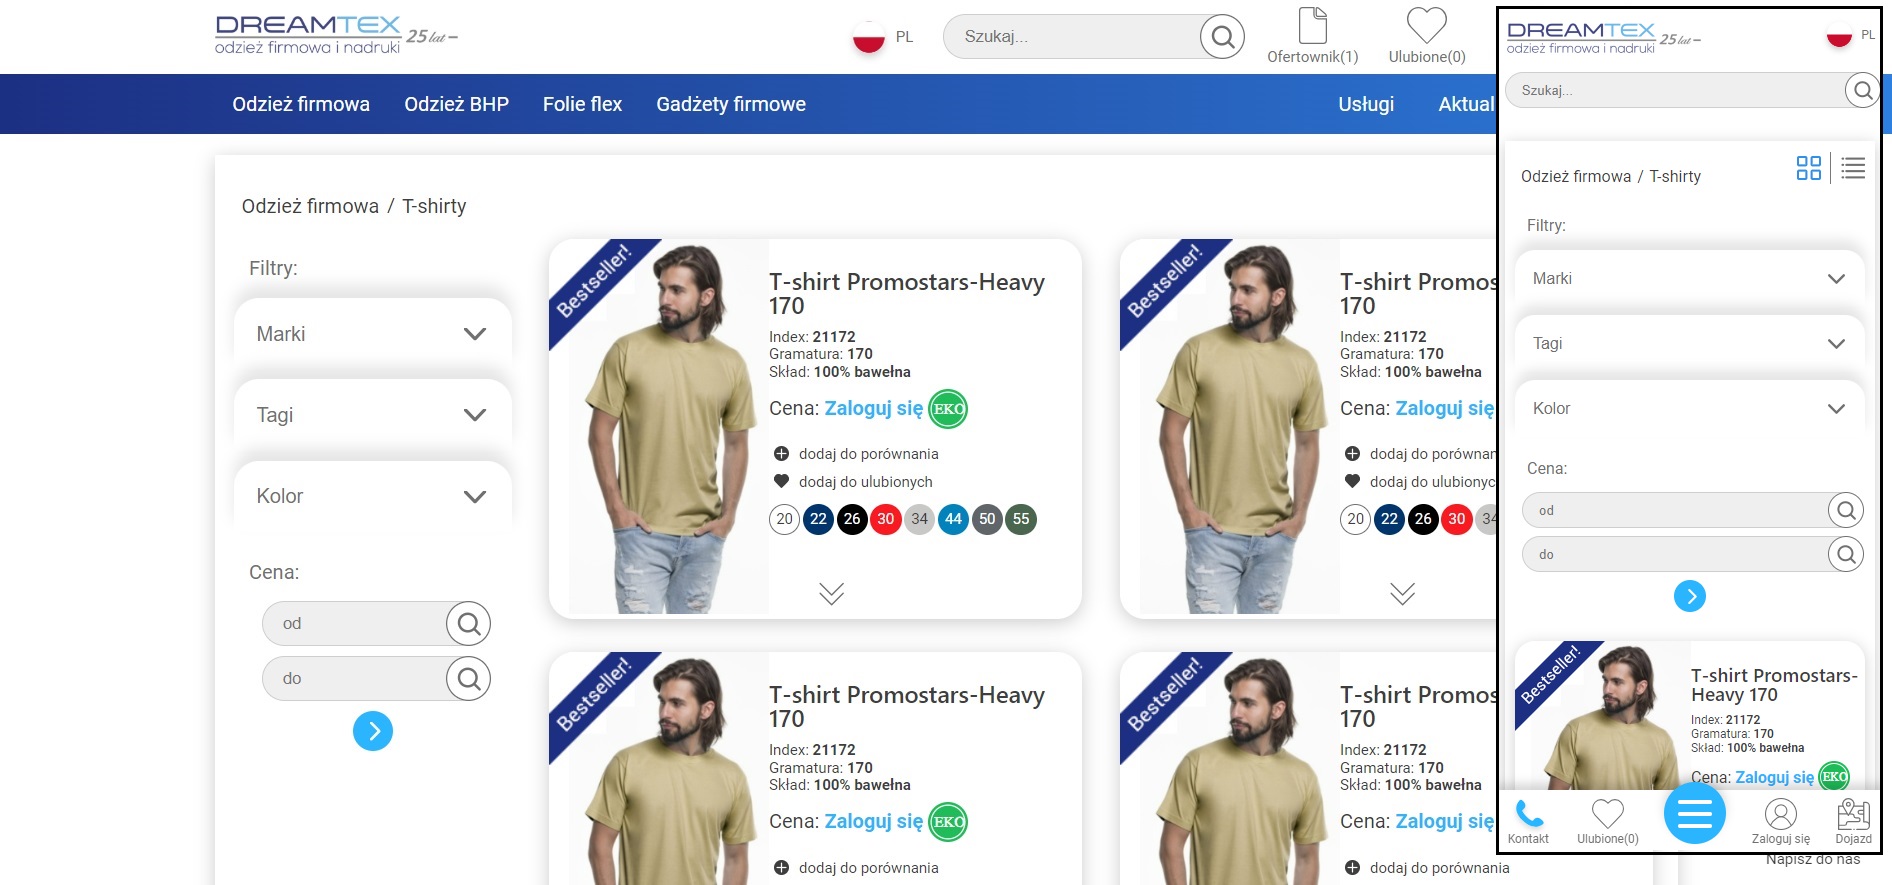 DREAMTEX
odzież firmowa i nadruki
25 lat
PL
Szukaj...
Ofertownik(1)
Ulubione(0)
Odzież firmowa
Odzież BHP
Folie flex
Gadżety firmowe
Usługi
Aktual
Odzież firmowa / T-shirty
Filtry:
Marki
Tagi
Kolor
Cena:
od
do
Bestseller!
T-shirt Promostars-Heavy
170
Index: 21172
Gramatura: 170
Skład: 100% bawełna
Cena: Zaloguj się
EKO
dodaj do porównania
dodaj do ulubionych
20 22 26 30 34 44 50 55
Bestseller!
T-shirt Promos
170
Index: 21172
Gramatura: 170
Skład: 100% bawełna
Cena: Zaloguj się
dodaj do porównan
dodaj do ulubionyc
20 22 26 30 34
Bestseller!
T-shirt Promostars-Heavy
170
Index: 21172
Gramatura: 170
Skład: 100% bawełna
Cena: Zaloguj się
EKO
dodaj do porównania
Bestseller!
T-shirt Promos
170
Index: 21172
Gramatura: 170
Skład: 100% bawełna
Cena: Zaloguj się
dodaj do porównania
DREAMTEX
odzież firmowa i nadruki
25 lat
PL
Szukaj...
Odzież firmowa / T-shirty
Filtry:
Marki
Tagi
Kolor
Cena:
od
do
Bestseller!
T-shirt Promostars-
Heavy 170
Index: 21172
Gramatura: 170
Skład: 100% bawełna
Cena: Zaloguj się
EKO
Kontakt
Ulubione(0)
Zaloguj się
Dojazd
Napisz do nas